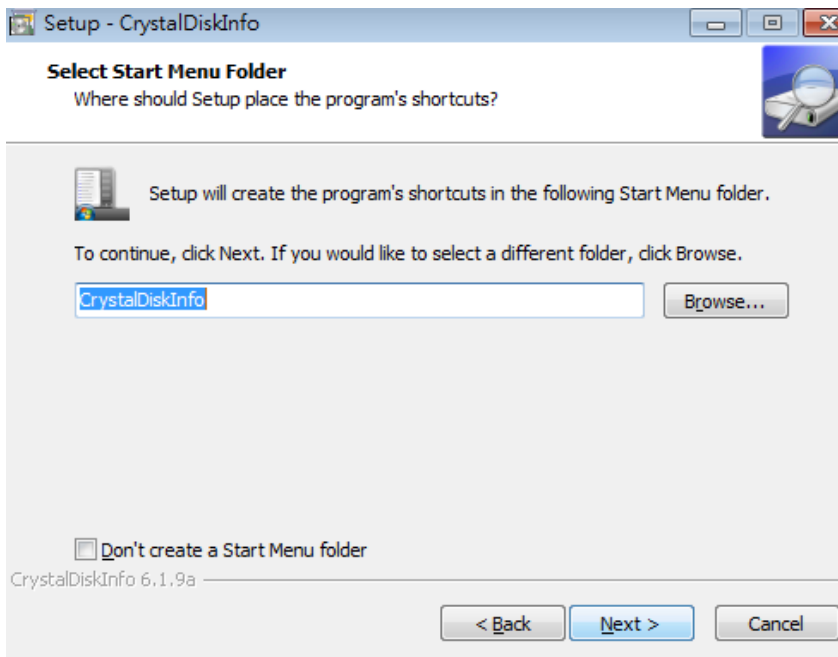 Setup - CrystalDiskInfo
Select Start Menu Folder
Where should Setup place the program's shortcuts?
Setup will create the program's shortcuts in the following Start Menu folder.
To continue, click Next. If you would like to select a different folder, click Browse.
CrystalDiskInfo
Browse...
Don't create a Start Menu folder
CrystalDiskInfo 6.1.9a
< Back
Next >
Cancel